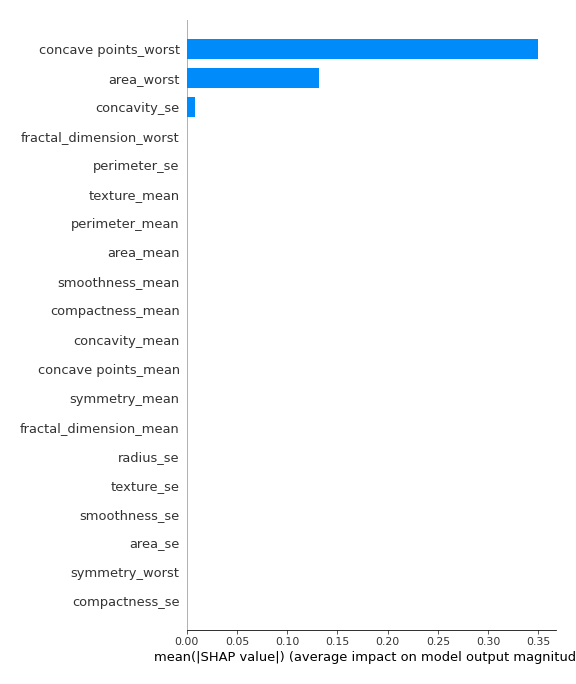 concave points_worst
area_worst
concavity_se
fractal_dimension_worst
perimeter_se
texture_mean
perimeter_mean
area_mean
smoothness_mean
compactness_mean
concavity_mean
concave points_mean
symmetry_mean
fractal_dimension_mean
radius_se
texture_se
smoothness_se
area_se
symmetry_worst
compactness_se
0.00 0.05 0.10 0.15 0.20 0.25 0.30 0.35
mean(|SHAP value|) (average impact on model output magnitud